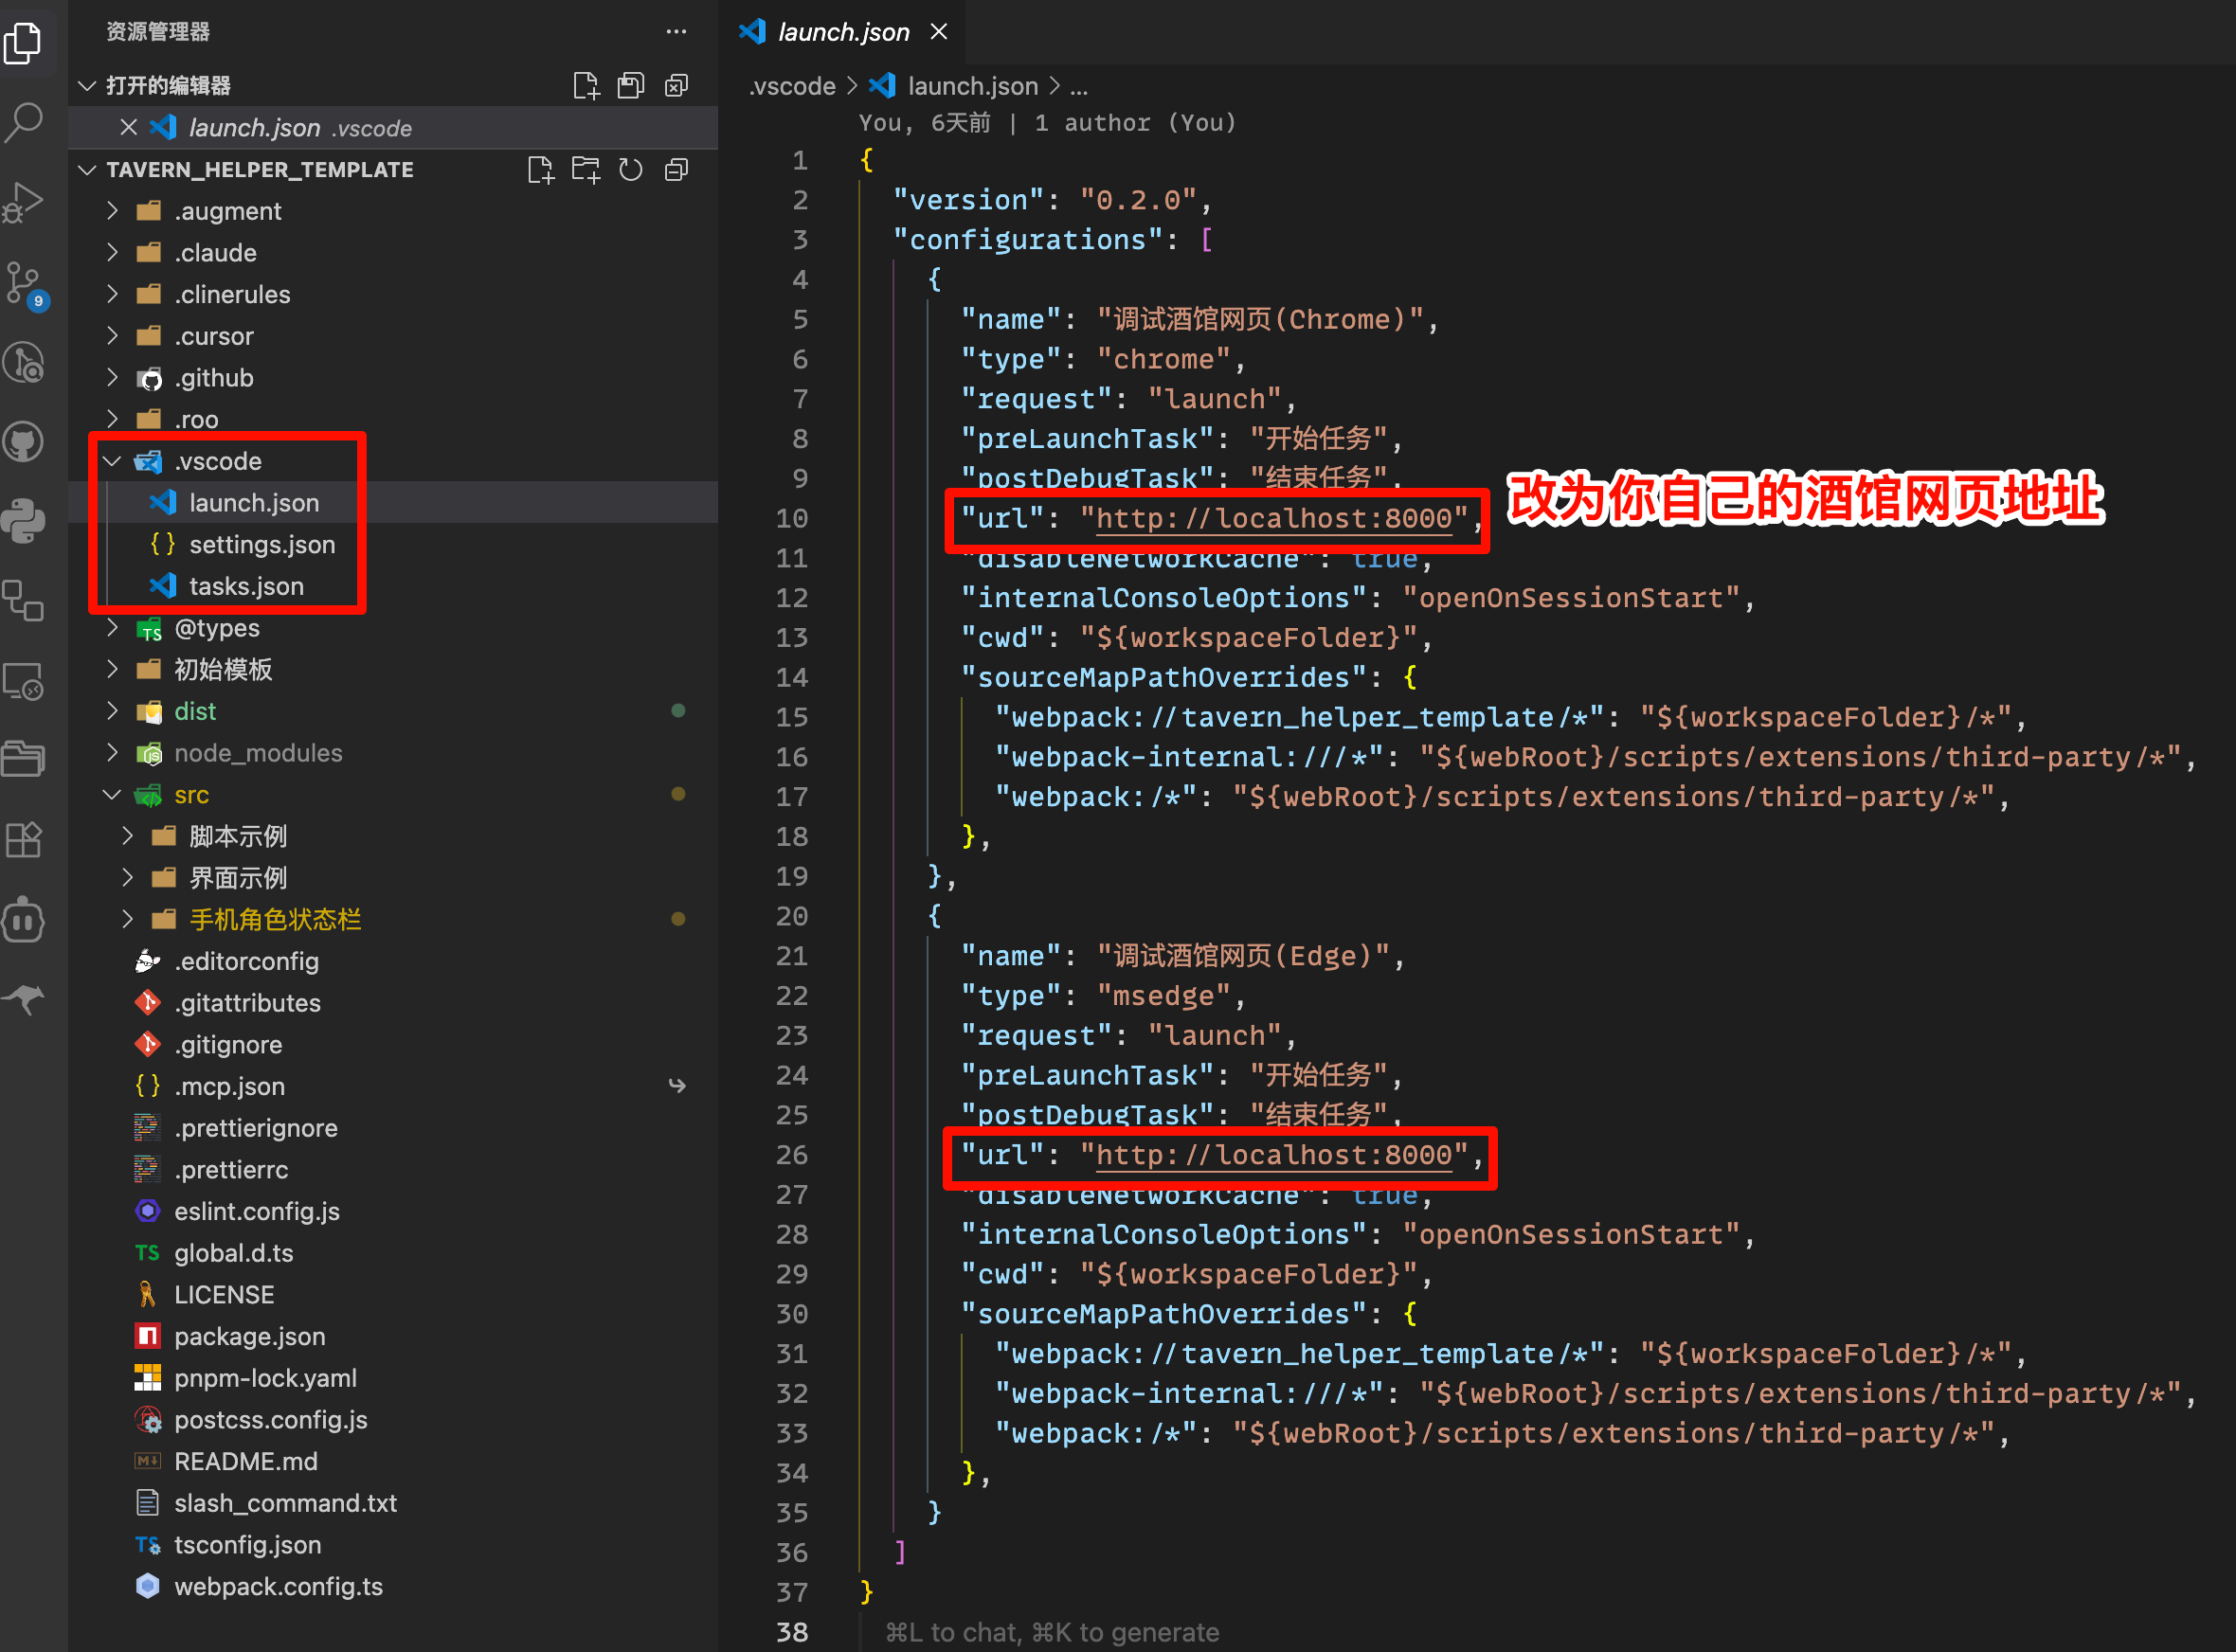 资源管理器
打开的编辑器
launch.json .vscode
TAVERN_HELPER_TEMPLATE
.augment
.claude
.clinerules
.cursor
.github
.roo
.vscode
launch.json
settings.json
tasks.json
@types
初始模板
dist
node_modules
src
脚本示例
界面示例
手机角色状态栏
.editorconfig
.gitattributes
.gitignore
.mcp.json
.prettierignore
.prettierrc
eslint.config.js
global.d.ts
LICENSE
package.json
pnpm-lock.yaml
postcss.config.js
README.md
slash_command.txt
tsconfig.json
webpack.config.ts
9
launch.json
.vscode > launch.json > ...
You, 6天前 | 1 author (You)
1 {
2 "version": "0.2.0",
3 "configurations": [
4 {
5 "name": "调试酒馆网页(Chrome)",
6 "type": "chrome",
7 "request": "launch",
8 "preLaunchTask": "开始任务",
9 "postDebugTask": "结束任务",
10 "url": "http://localhost:8000",
改为你自己的酒馆网页地址
11 "disableNetworkCache": true,
12 "internalConsoleOptions": "openOnSessionStart",
13 "cwd": "${workspaceFolder}",
14 "sourceMapPathOverrides": {
15 "webpack://tavern_helper_template/*": "${workspaceFolder}/*",
16 "webpack-internal:///*": "${webRoot}/scripts/extensions/third-party/*",
17 "webpack:/*": "${webRoot}/scripts/extensions/third-party/*",
18 },
19 },
20 {
21 "name": "调试酒馆网页(Edge)",
22 "type": "msedge",
23 "request": "launch",
24 "preLaunchTask": "开始任务",
25 "postDebugTask": "结束任务",
26 "url": "http://localhost:8000",
27 "disableNetworkCache": true,
28 "internalConsoleOptions": "openOnSessionStart",
29 "cwd": "${workspaceFolder}",
30 "sourceMapPathOverrides": {
31 "webpack://tavern_helper_template/*": "${workspaceFolder}/*",
32 "webpack-internal:///*": "${webRoot}/scripts/extensions/third-party/*",
33 "webpack:/*": "${webRoot}/scripts/extensions/third-party/*",
34 },
35 }
36 ]
37 }
38 ⌘L to chat, ⌘K to generate